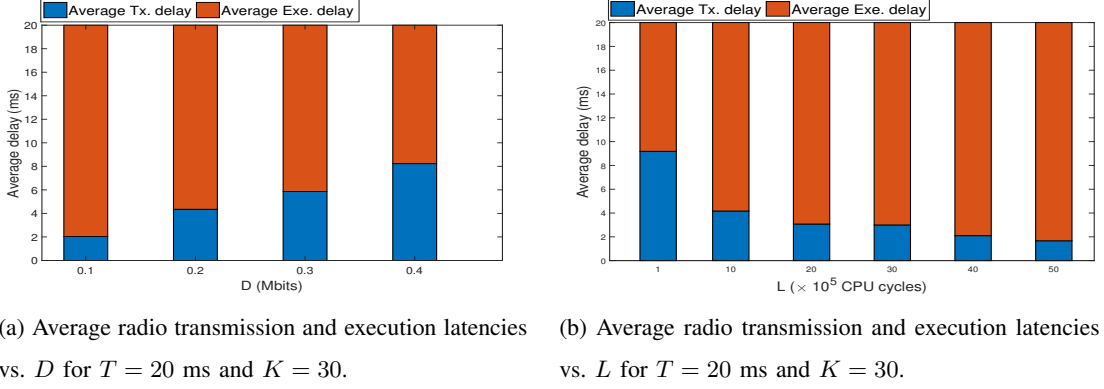 Average Tx. delay Average Exe. delay
20
18
16
14
12
10
8
6
4
2
0
Average delay (ms)
0.1 0.2 0.3 0.4
D (Mbits)
(a) Average radio transmission and execution latencies
vs. D for T = 20 ms and K = 30.
Average Tx. delay Average Exe. delay
20
18
16
14
12
10
8
6
4
2
0
Average delay (ms)
1 10 20 30 40 50
L (× 10⁵ CPU cycles)
(b) Average radio transmission and execution latencies
vs. L for T = 20 ms and K = 30.